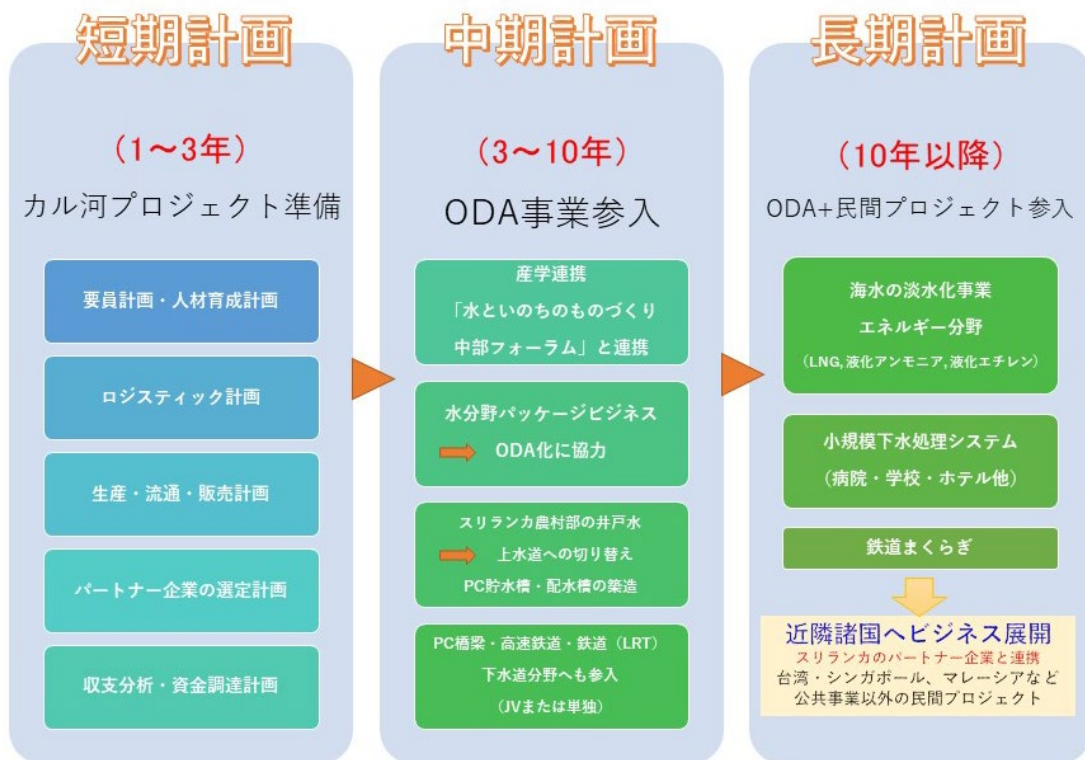 短期計画
(1～3年)
カル河プロジェクト準備
要員計画・人材育成計画
ロジスティック計画
生産・流通・販売計画
パートナー企業の選定計画
収支分析・資金調達計画
中期計画
(3～10年)
ODA事業参入
産学連携
「水といのちのものづくり
中部フォーラム」と連携
水分野パッケージビジネス
ODA化に協力
スリランカ農村部の井戸水
上水道への切り替え
PC貯水槽・配水槽の築造
PC橋梁・高速鉄道・鉄道（LRT）
下水道分野へも参入
（JVまたは単独）
長期計画
(10年以降)
ODA+民間プロジェクト参入
海水の淡水化事業
エネルギー分野
（LNG,液化アンモニア,液化エチレン）
小規模下水処理システム
（病院・学校・ホテル他）
鉄道まくらぎ
近隣諸国へビジネス展開
スリランカのパートナー企業と連携
台湾・シンガポール、マレーシアなど
公共事業以外の民間プロジェクト